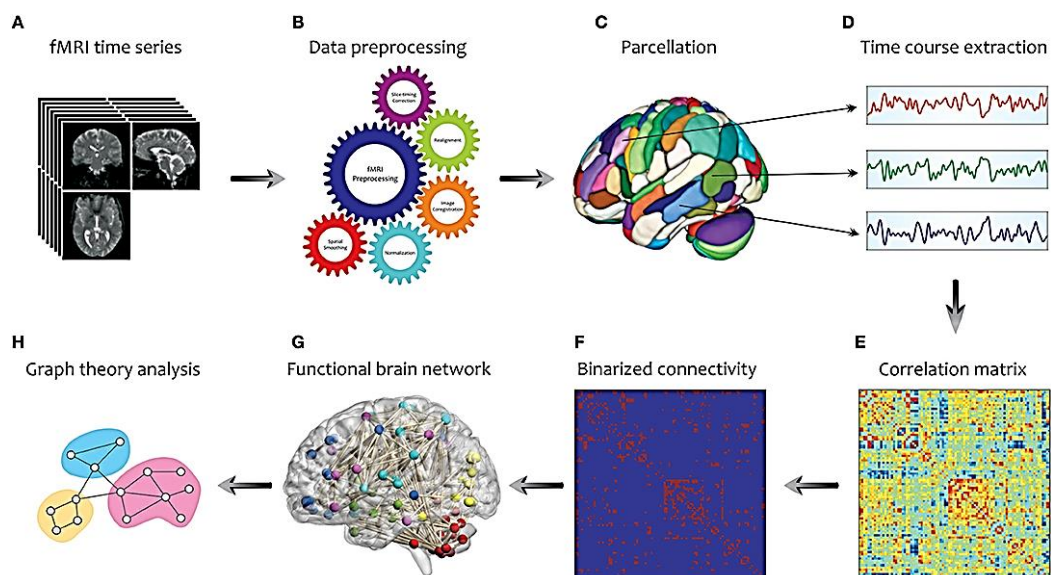 A
fMRI time series
B
Data preprocessing
Slice timing
Correction
Realignment
fMRI
Preprocessing
Image
Coregistration
Spatial
Smoothing
Normalization
C
Parcellation
D
Time course extraction
H
Graph theory analysis
G
Functional brain network
F
Binarized connectivity
E
Correlation matrix